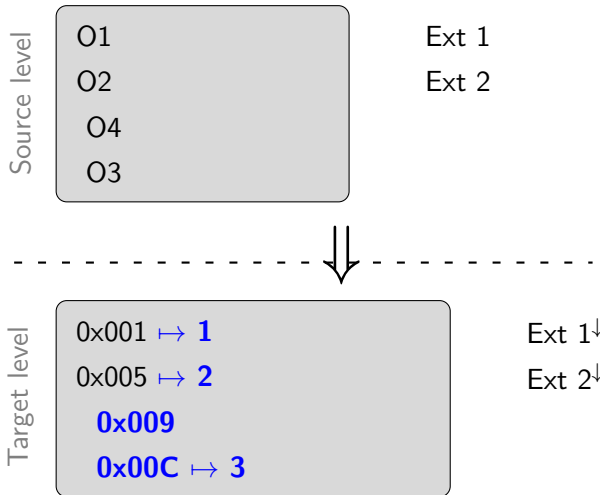 Source level
O1 Ext 1
O2 Ext 2
O4
O3
Target level
0x001 ↦ 1 Ext 1↓
0x005 ↦ 2 Ext 2↓
0x009
0x00C ↦ 3